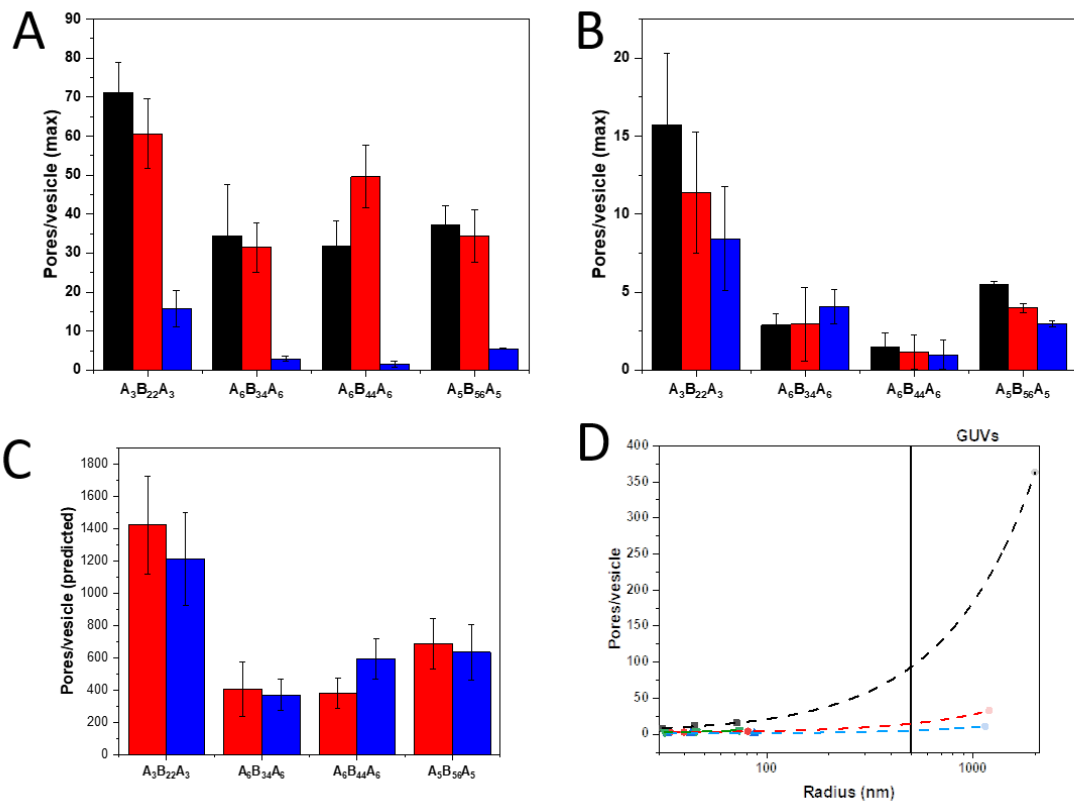 A
Pores/vesicle (max)
90
80
70
60
50
40
30
20
10
0
A₃B₂₂A₃
A₆B₃₄A₆
A₆B₄₄A₆
A₅B₅₆A₅
B
Pores/vesicle (max)
20
15
10
5
0
A₃B₂₂A₃
A₆B₃₄A₆
A₆B₄₄A₆
A₅B₅₆A₅
C
Pores/vesicle (predicted)
1800
1600
1400
1200
1000
800
600
400
200
0
A₃B₂₂A₃
A₆B₃₄A₆
A₆B₄₄A₆
A₅B₅₆A₅
D
GUVs
Pores/vesicle
400
350
300
250
200
150
100
50
0
100
1000
Radius (nm)